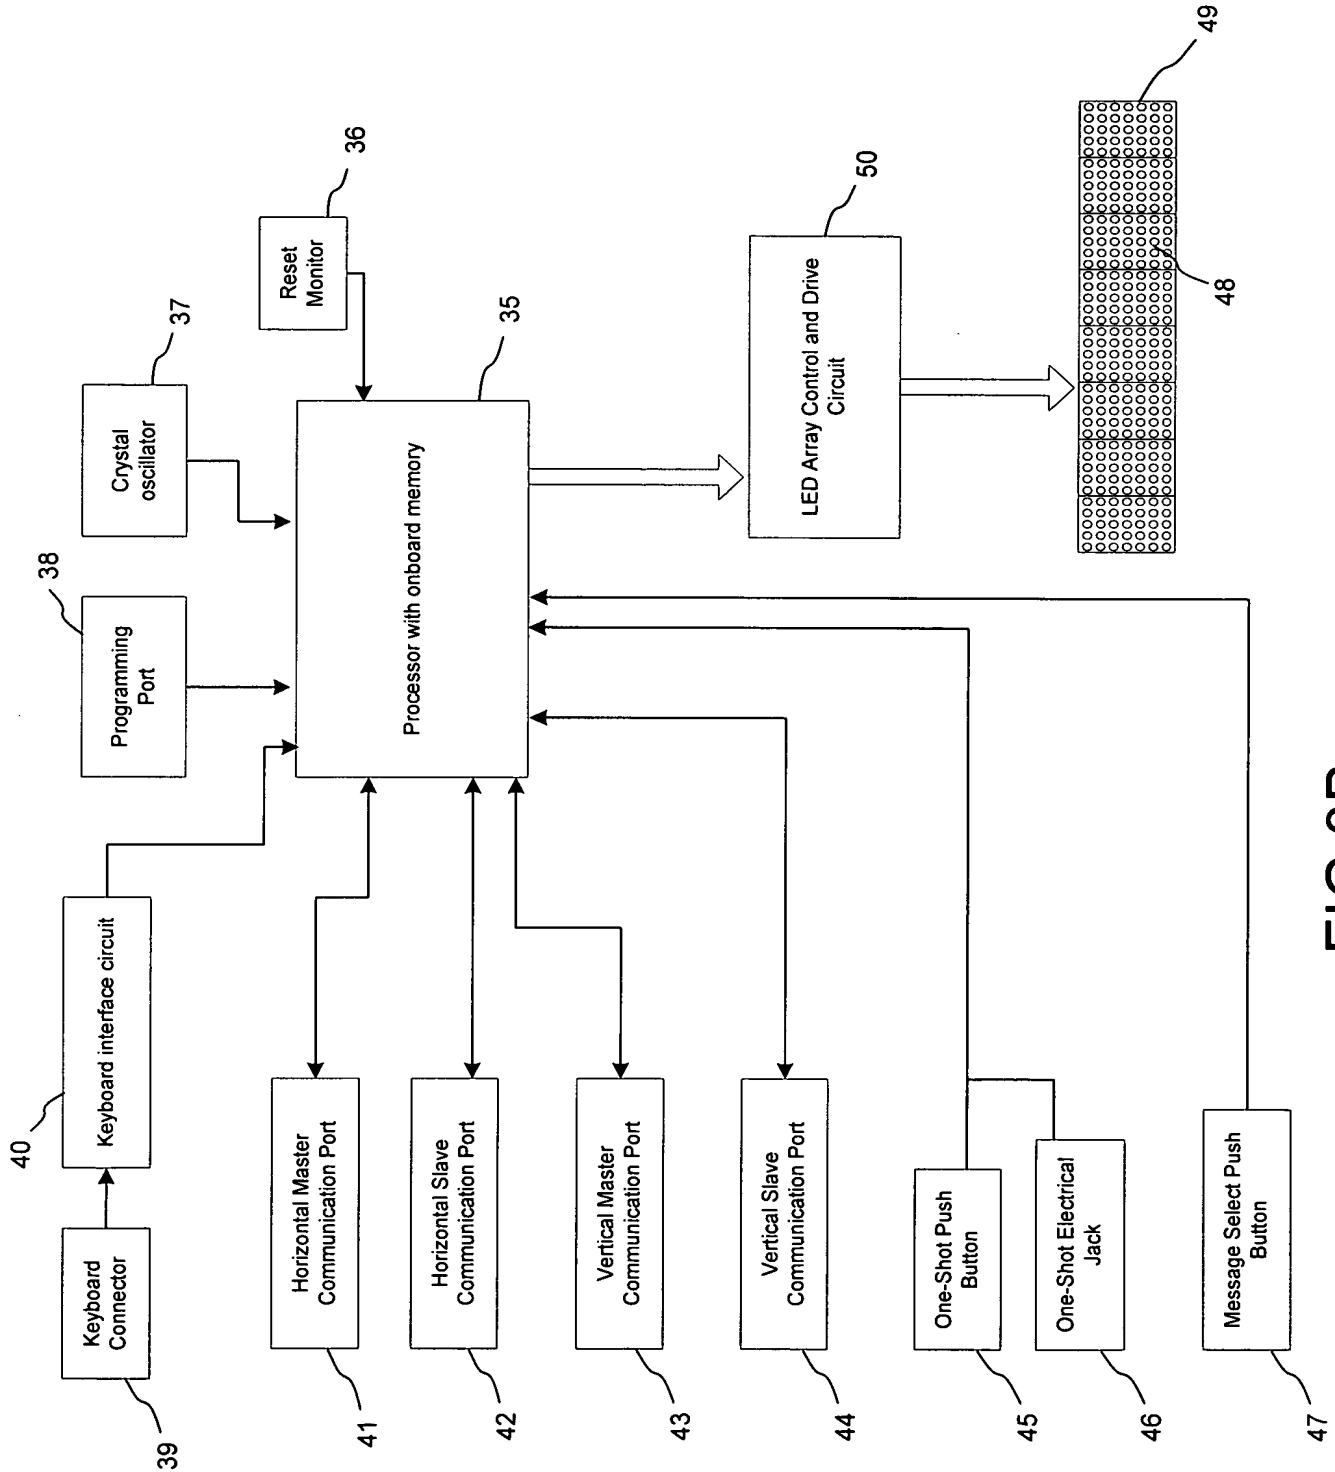 40
38
Keyboard
Connector
Keyboard interface circuit
Programming
Port
Crystal
oscillator
39
37
Reset
Monitor
36
Horizontal Master
Communication Port
41
Processor with onboard memory
35
Horizontal Slave
Communication Port
42
Vertical Master
Communication Port
43
Vertical Slave
Communication Port
44
LED Array Control and Drive
Circuit
50
One-Shot Push
Button
45
One-Shot Electrical
Jack
46
48
49
Message Select Push
Button
47